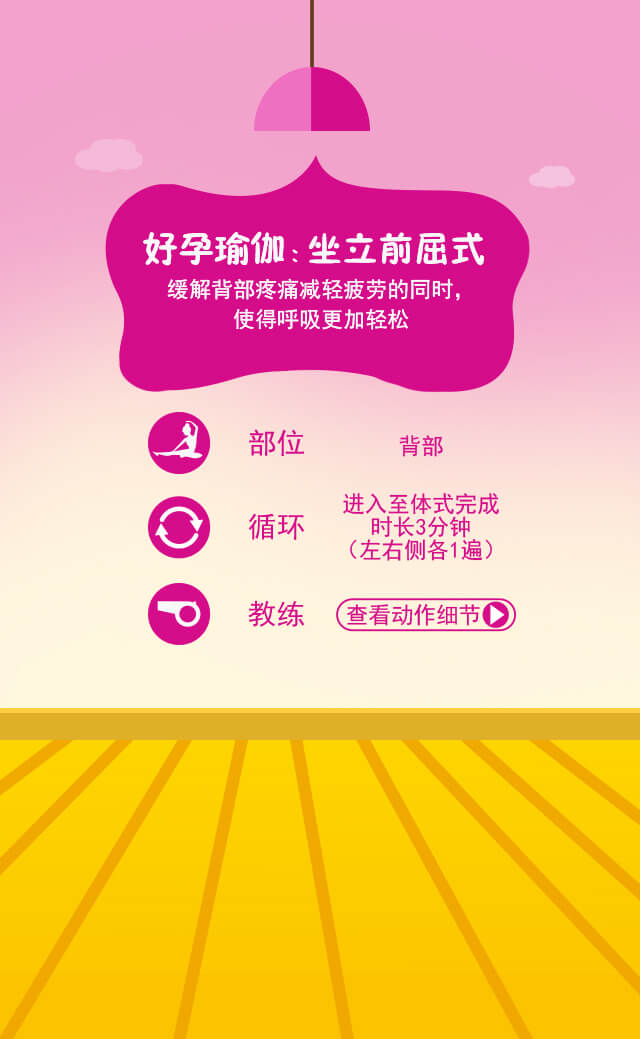 好孕瑜伽:坐立前屈式
缓解背部疼痛减轻疲劳的同时,
使得呼吸更加轻松
部位
背部
循环
进入至体式完成
时长3分钟
(左右侧各1遍)
教练
查看动作细节